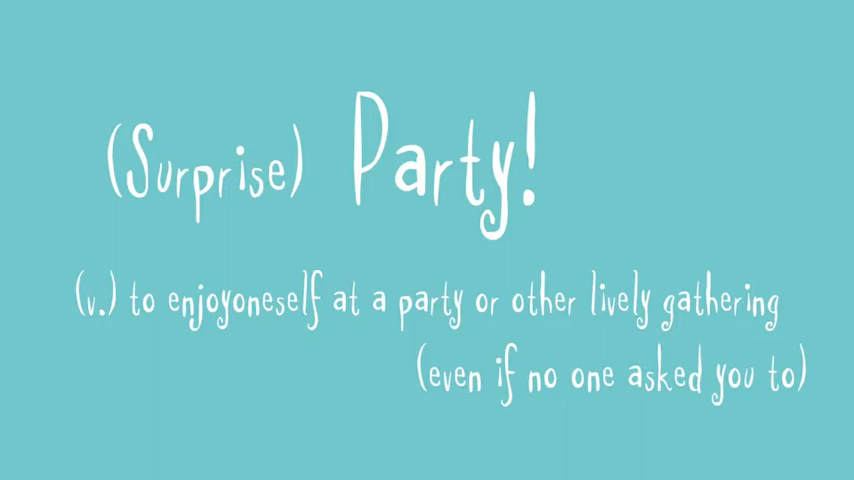 (Surprise) Party!
(v.) to enjoyoneself at a party or other lively gathering
(even if no one asked you to)